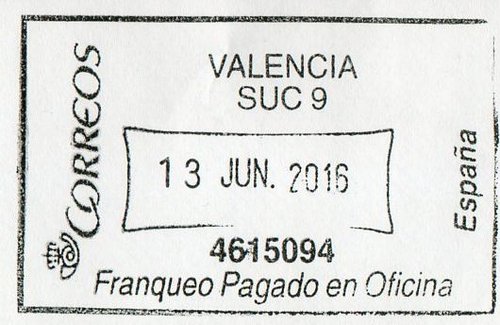 CORREOS
VALENCIA
SUC 9
13 JUN. 2016
España
4615094
Franqueo Pagado en Oficina